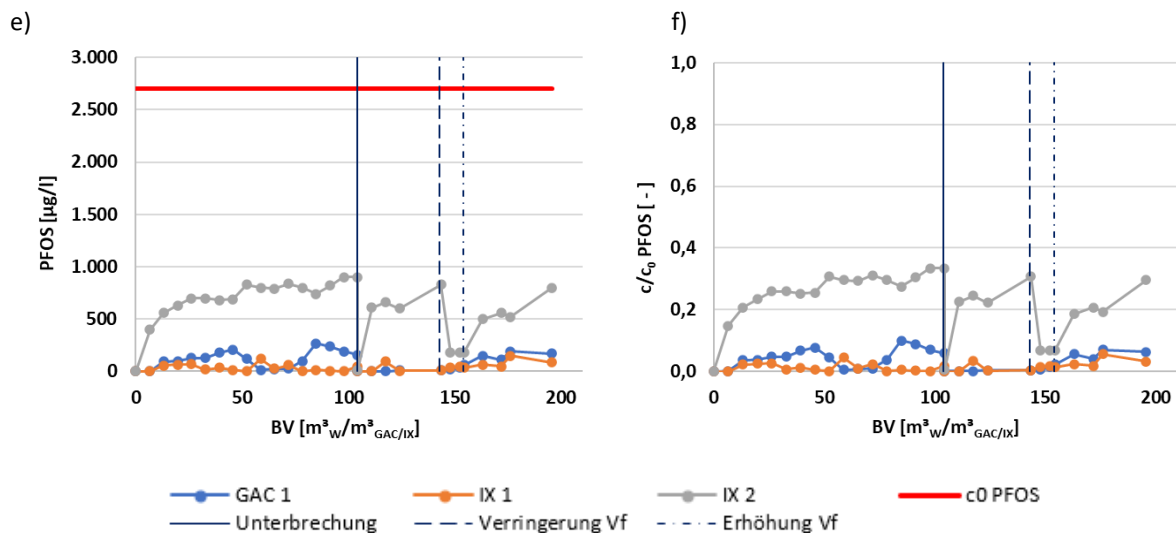 e)
3.000
2.500
2.000
1.500
1.000
500
0
PFOS [µg/l]
0 50 100 150 200
BV [m³W/m³GAC/IX]
f)
1,0
0,8
0,6
0,4
0,2
0,0
c/c0 PFOS [ - ]
0 50 100 150 200
BV [m³W/m³GAC/IX]
GAC 1 IX 1 IX 2 c0 PFOS
Unterbrechung Verringerung Vf Erhöhung Vf